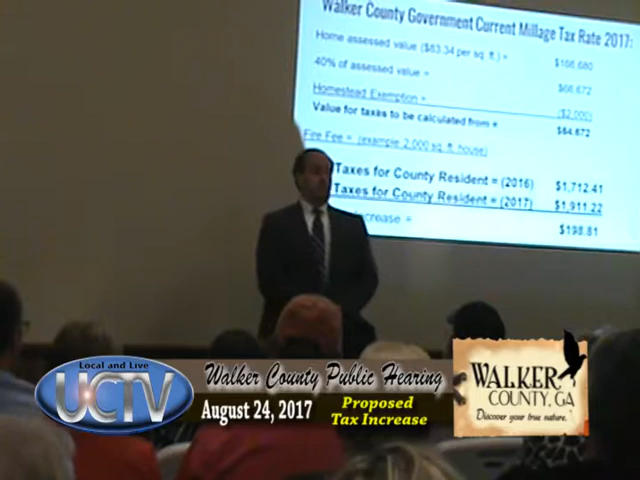 Walker County Government Current Millage Tax Rate 2017:
Home assessed value ($83.34 per sq. ft.) = $166,680
40% of assessed value = $66,672
Homestead Exemption = ($2,000)
Value for taxes to be calculated from = $64,672
Fire Fee = (example 2,000 sq. ft. house)
Taxes for County Resident = (2016) $1,712.41
Taxes for County Resident = (2017) $1,911.22
Increase = $198.81
Local and Live
UCTV
Walker County Public Hearing
August 24, 2017
Proposed
Tax Increase
WALKER
COUNTY, GA
Discover your true nature.